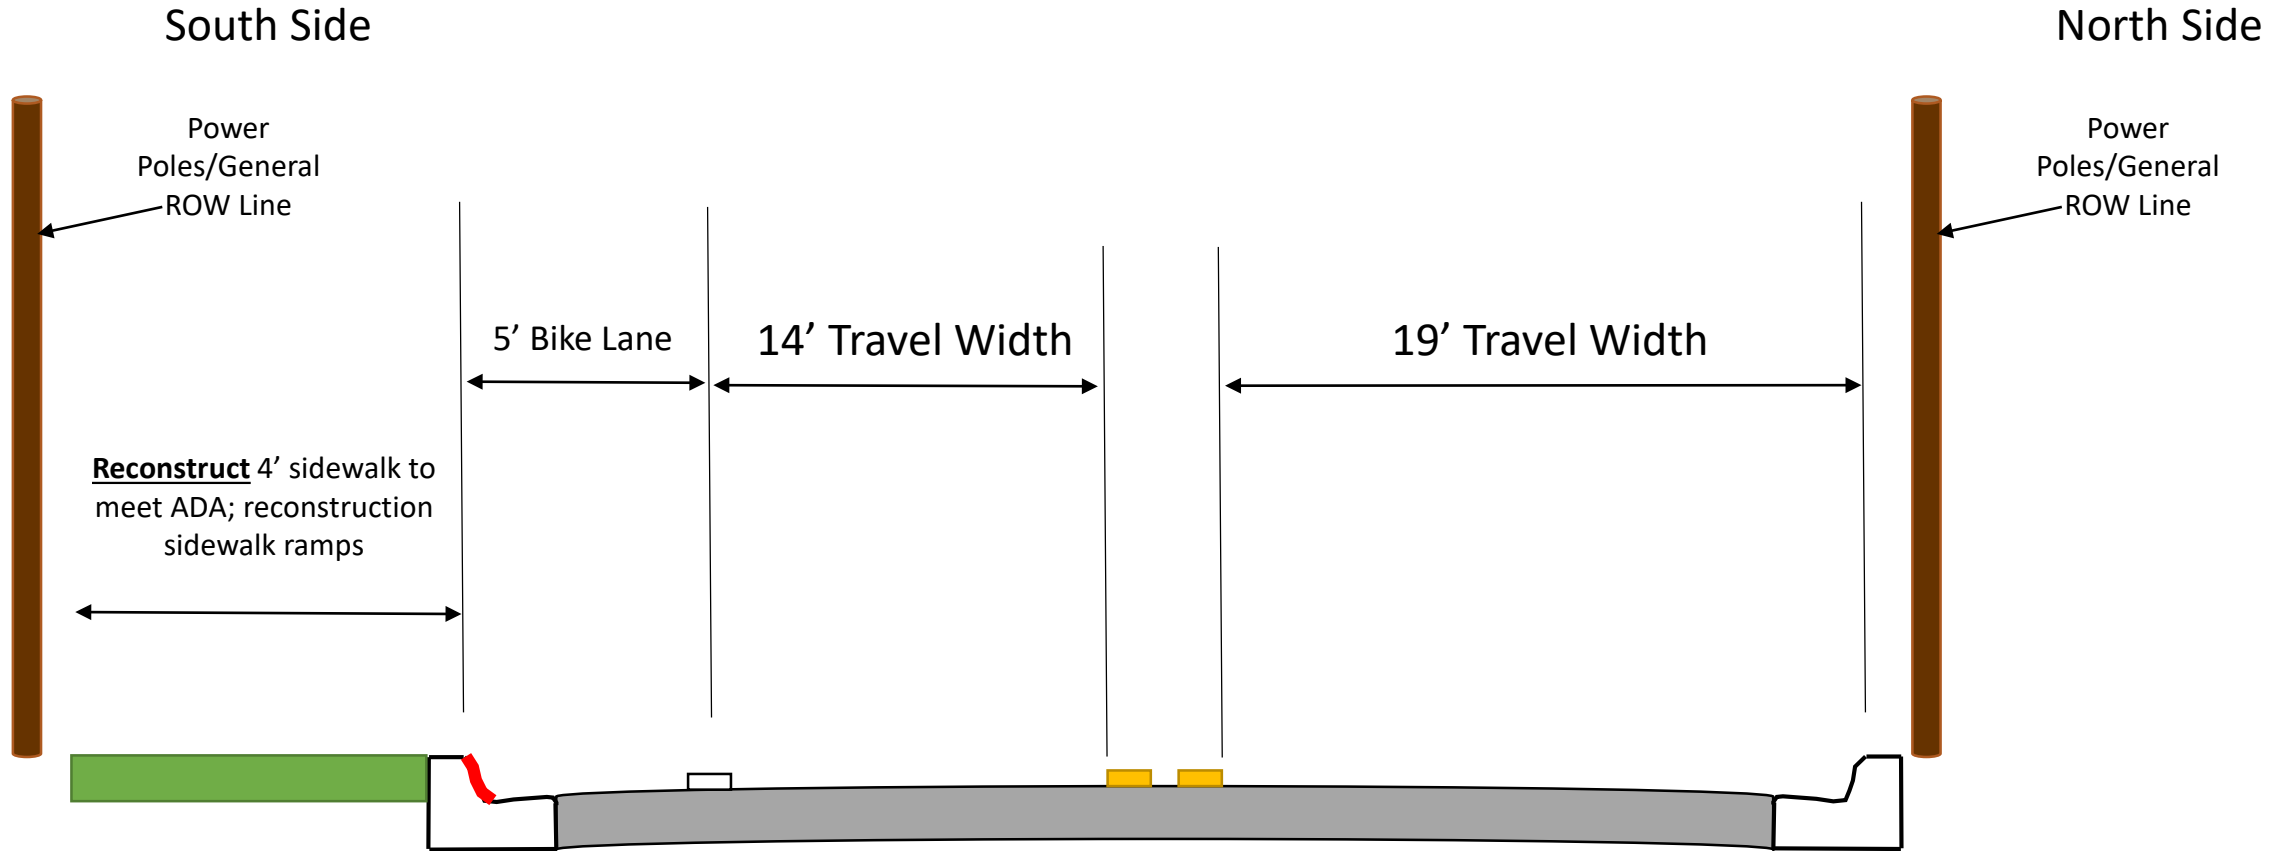 South Side
North Side
Power
Poles/General
ROW Line
Power
Poles/General
ROW Line
5’ Bike Lane
14’ Travel Width
19’ Travel Width
Reconstruct 4’ sidewalk to
meet ADA; reconstruction
sidewalk ramps